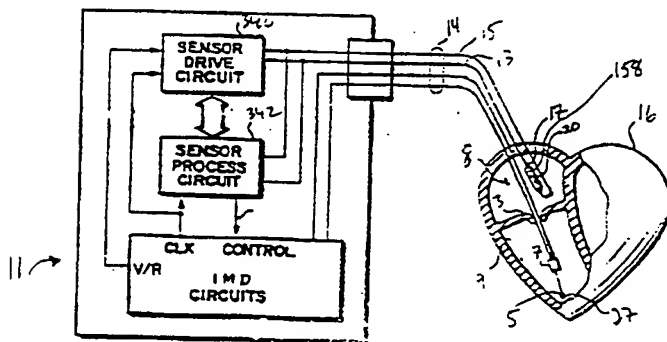 340
SENSOR
DRIVE
CIRCUIT
342
SENSOR
PROCESS
CIRCUIT
CLK CONTROL
V/R
IMD
CIRCUITS
11
14
15
13
158
17
20
16
8
3
7
5
27